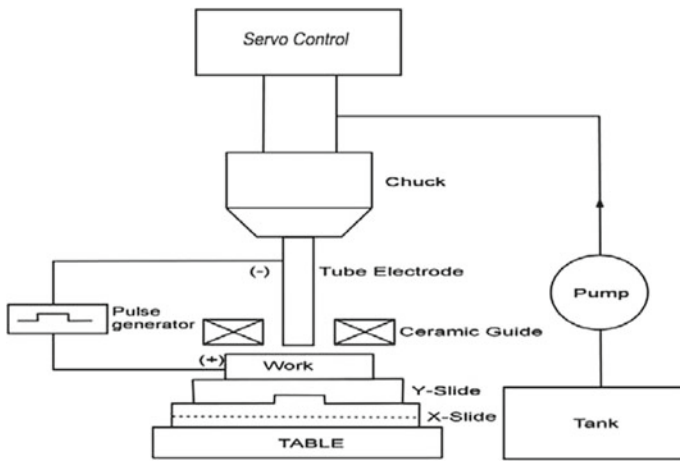 Servo Control
Chuck
(-)
Tube Electrode
Pump
Pulse
generator
Ceramic Guide
(+)
Work
Y-Slide
X-Slide
Tank
TABLE